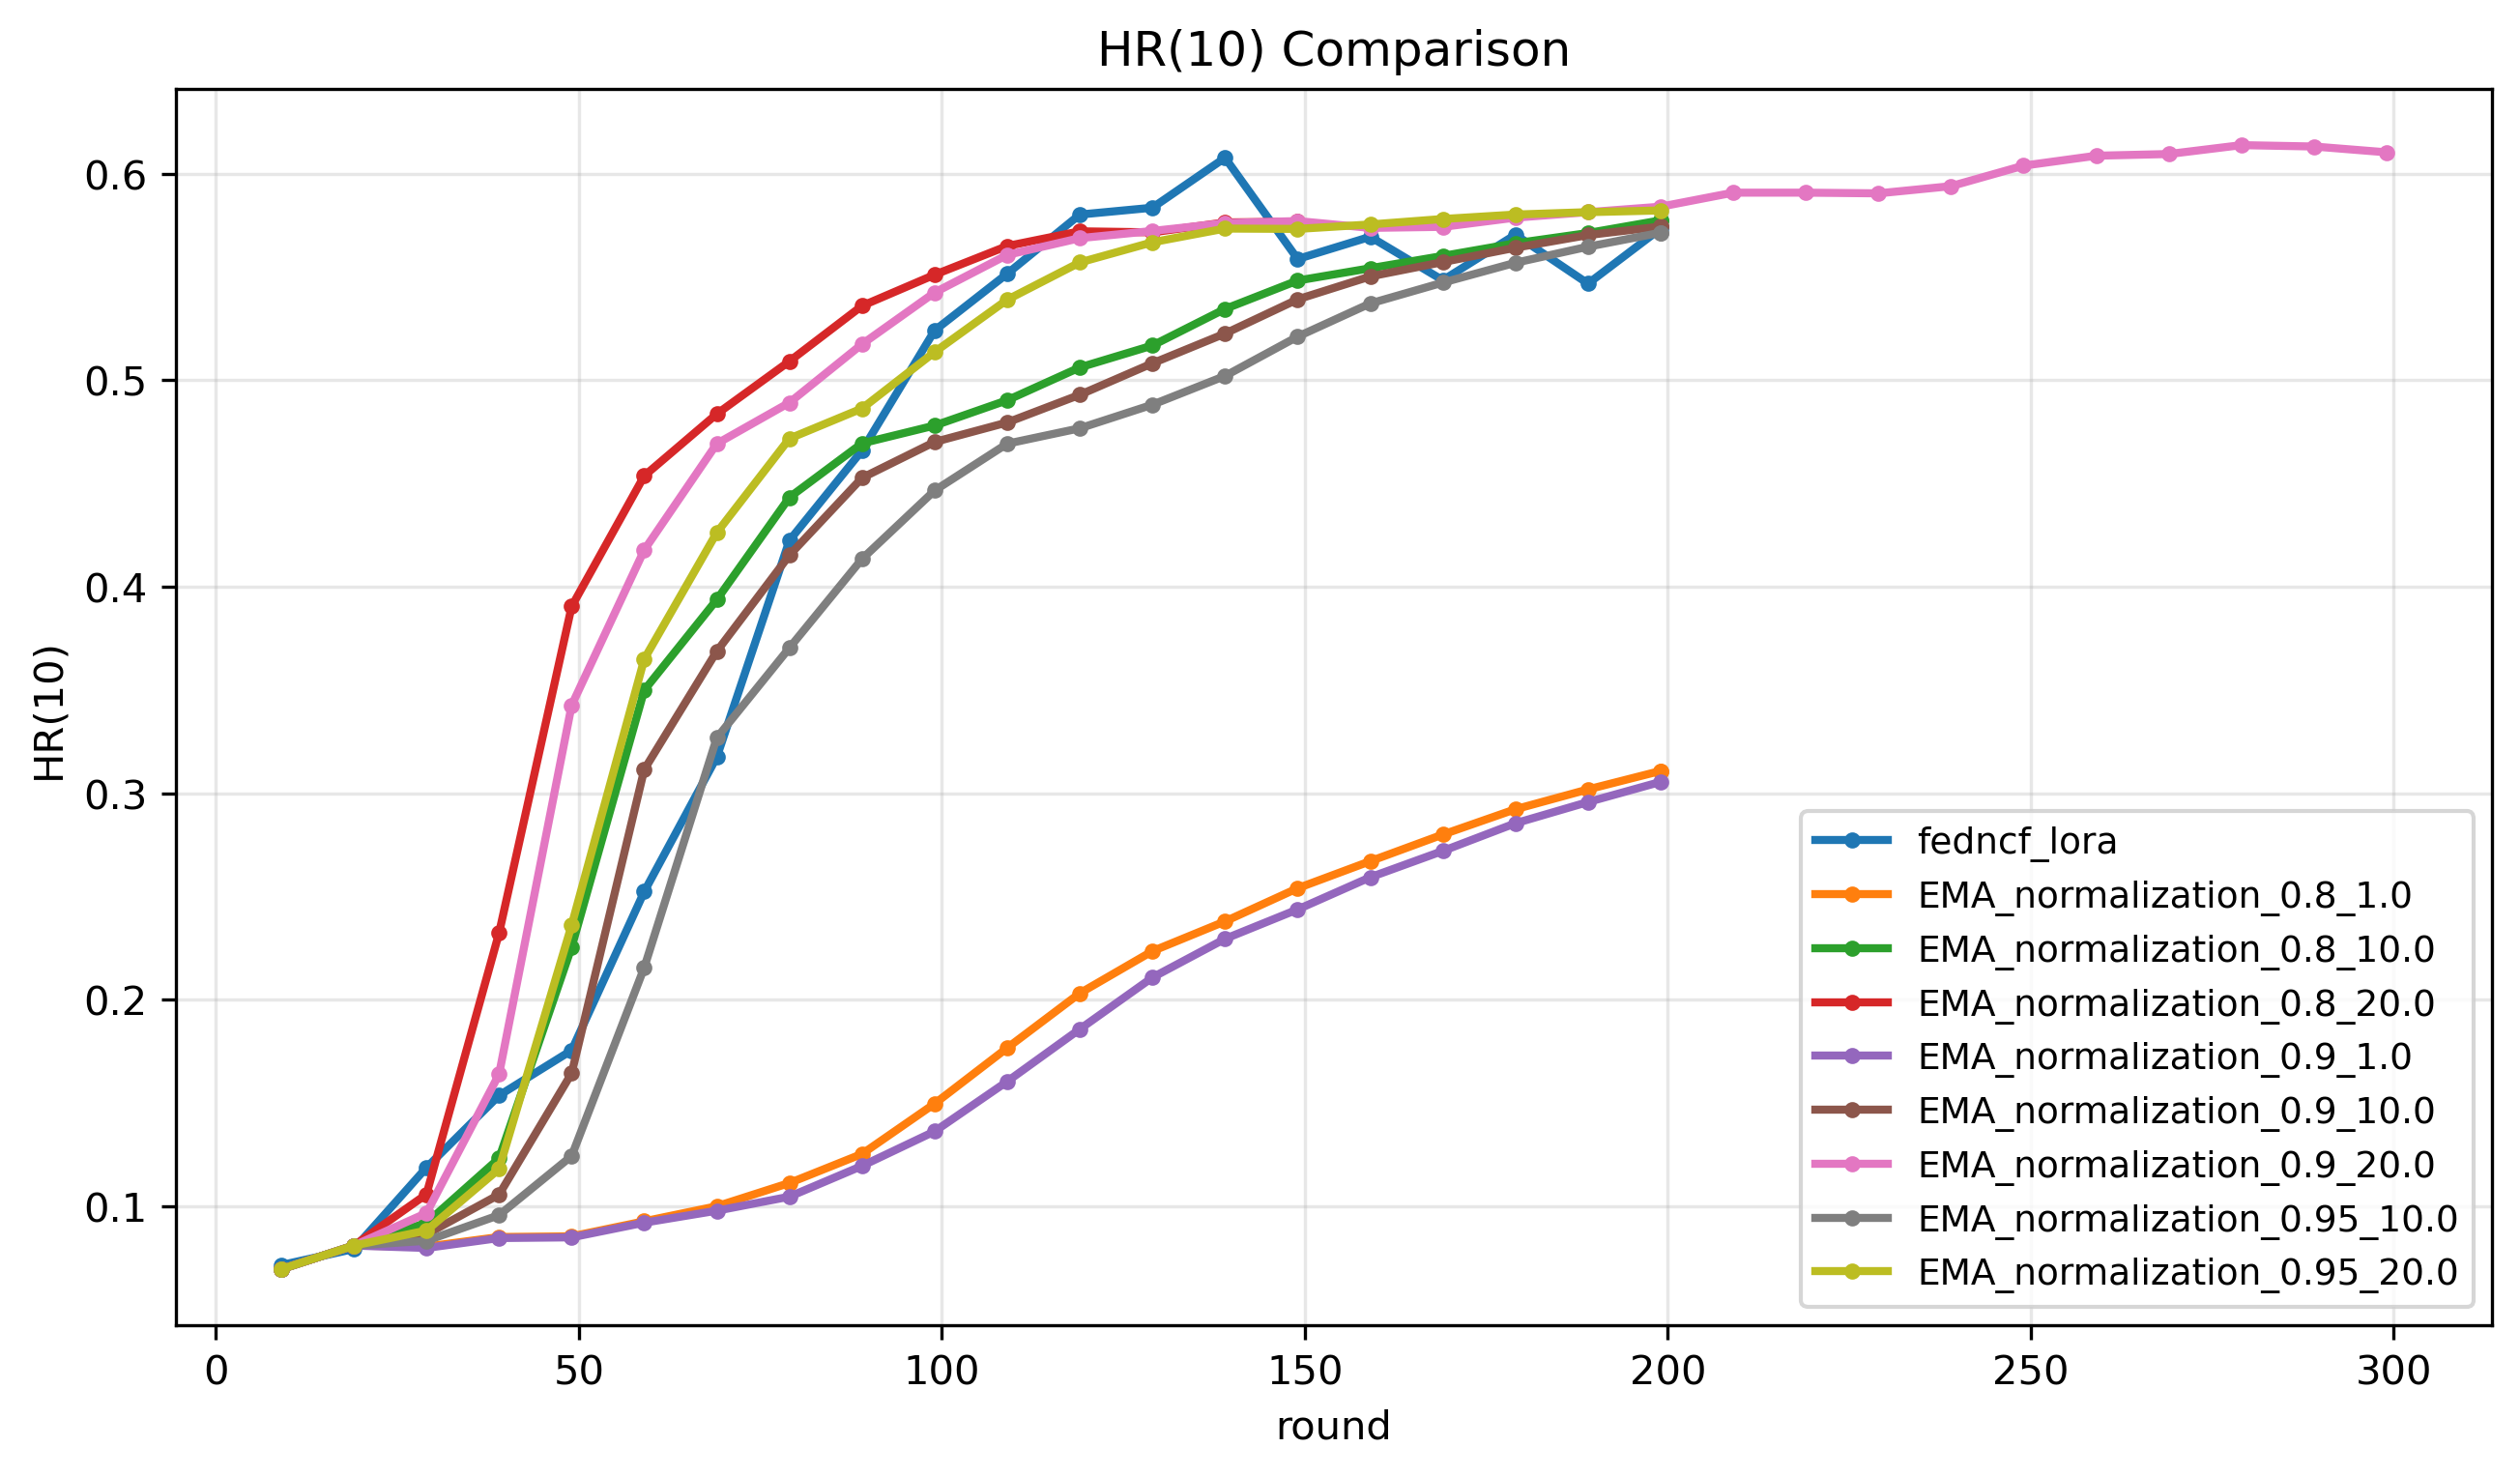 HR(10) Comparison
HR(10)
0.6
0.5
0.4
0.3
0.2
0.1
0 50 100 150 200 250 300
round
fedncf_lora
EMA_normalization_0.8_1.0
EMA_normalization_0.8_10.0
EMA_normalization_0.8_20.0
EMA_normalization_0.9_1.0
EMA_normalization_0.9_10.0
EMA_normalization_0.9_20.0
EMA_normalization_0.95_10.0
EMA_normalization_0.95_20.0